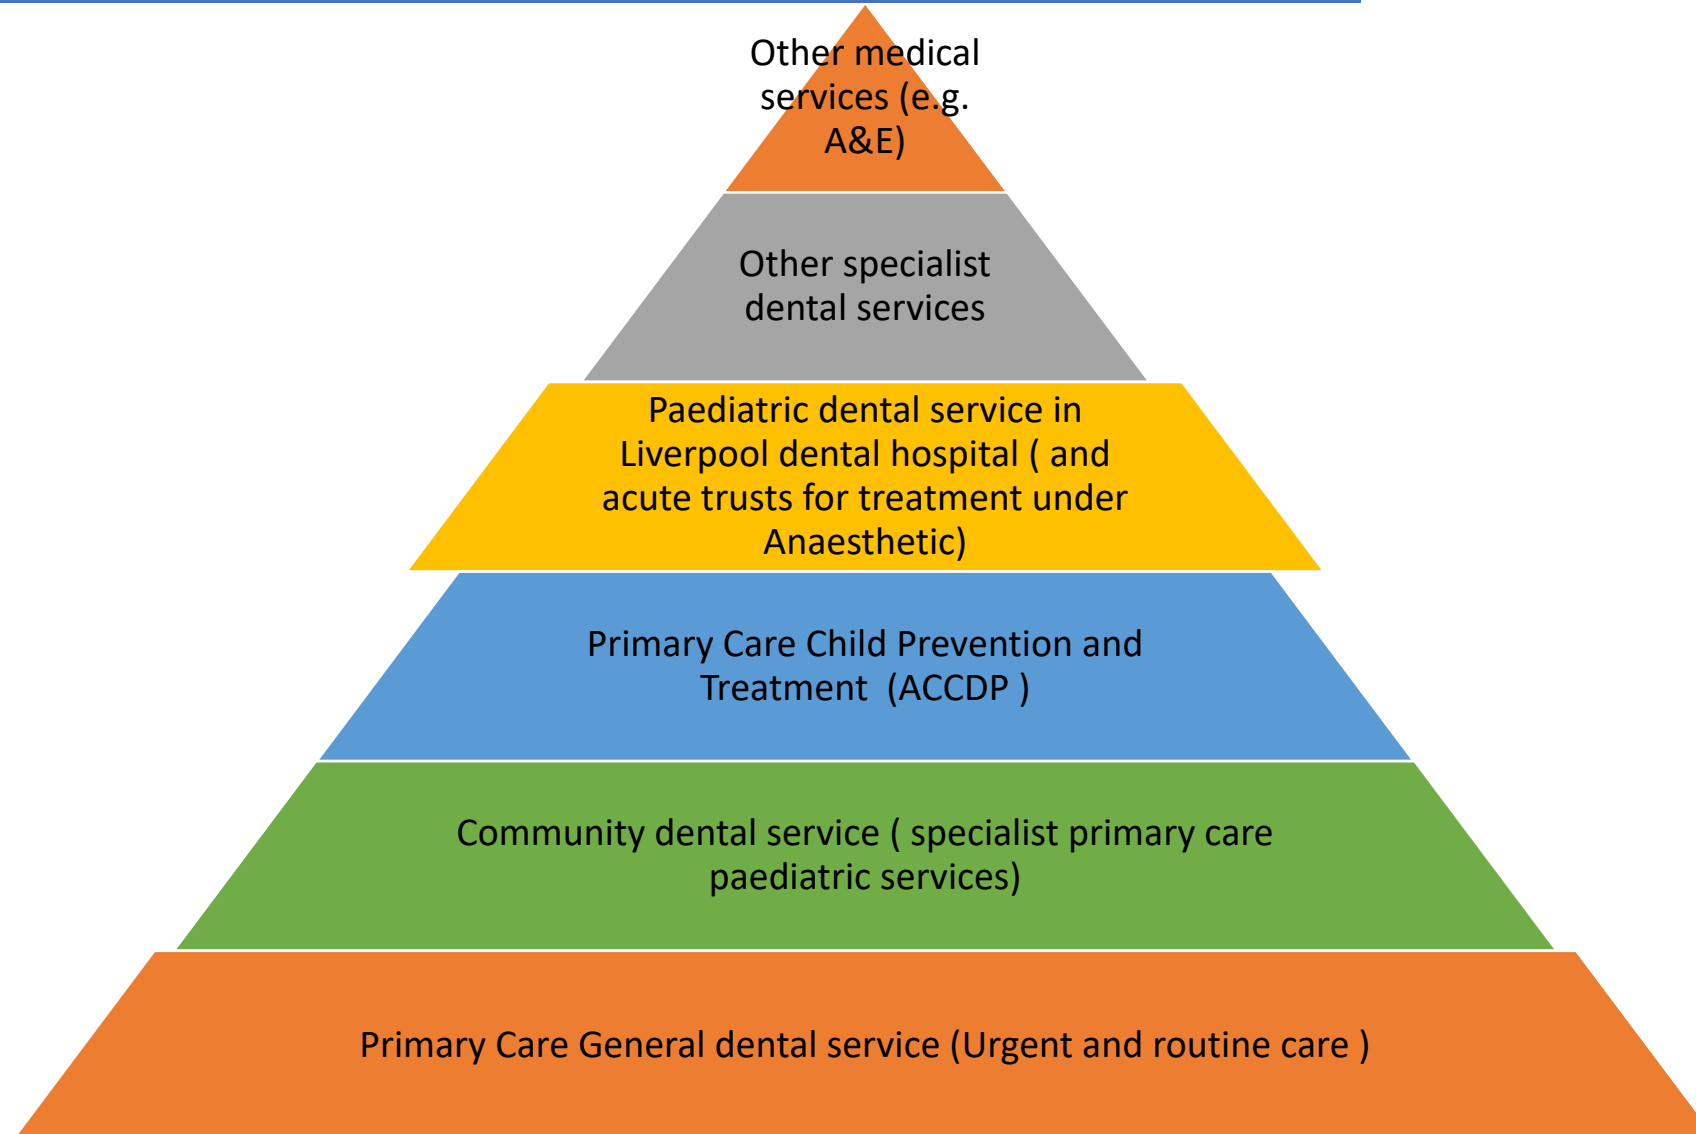 Other medical
services (e.g.
A&E)
Other specialist
dental services
Paediatric dental service in
Liverpool dental hospital ( and
acute trusts for treatment under
Anaesthetic)
Primary Care Child Prevention and
Treatment  (ACCDP )
Community dental service ( specialist primary care
paediatric services)
Primary Care General dental service (Urgent and routine care )